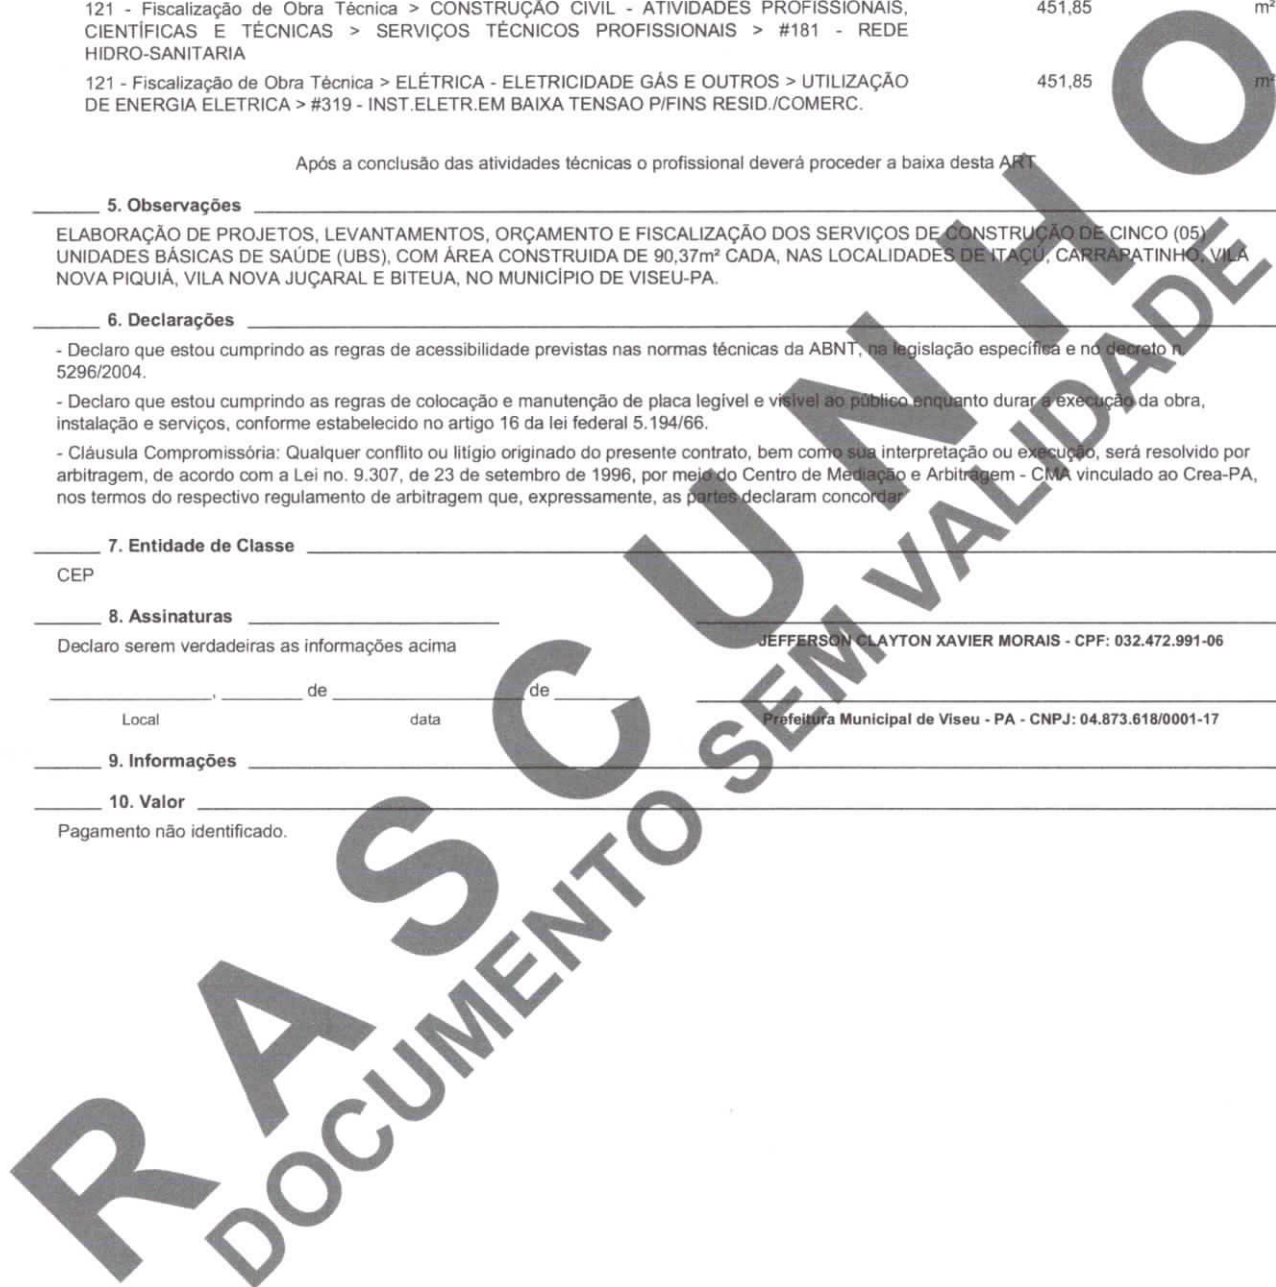 121 - Fiscalização de Obra Técnica > CONSTRUÇÃO CIVIL - ATIVIDADES PROFISSIONAIS, 451,85 m²
CIENTÍFICAS E TÉCNICAS > SERVIÇOS TÉCNICOS PROFISSIONAIS > #181 - REDE
HIDRO-SANITARIA
121 - Fiscalização de Obra Técnica > ELÉTRICA - ELETRICIDADE GÁS E OUTROS > UTILIZAÇÃO 451,85 m²
DE ENERGIA ELETRICA > #319 - INST.ELETR.EM BAIXA TENSAO P/FINS RESID./COMERC.
Após a conclusão das atividades técnicas o profissional deverá proceder a baixa desta ART
5. Observações
ELABORAÇÃO DE PROJETOS, LEVANTAMENTOS, ORÇAMENTO E FISCALIZAÇÃO DOS SERVIÇOS DE CONSTRUÇÃO DE CINCO (05)
UNIDADES BÁSICAS DE SAÚDE (UBS), COM ÁREA CONSTRUIDA DE 90,37m² CADA, NAS LOCALIDADES DE ITAÇÚ, CARRAPATINHO, VILA
NOVA PIQUIÁ, VILA NOVA JUÇARAL E BITEUA, NO MUNICÍPIO DE VISEU-PA.
6. Declarações
- Declaro que estou cumprindo as regras de acessibilidade previstas nas normas técnicas da ABNT, na legislação específica e no decreto n.
5296/2004.
- Declaro que estou cumprindo as regras de colocação e manutenção de placa legível e visível ao público enquanto durar a execução da obra,
instalação e serviços, conforme estabelecido no artigo 16 da lei federal 5.194/66.
- Cláusula Compromissória: Qualquer conflito ou litígio originado do presente contrato, bem como sua interpretação ou execução, será resolvido por
arbitragem, de acordo com a Lei no. 9.307, de 23 de setembro de 1996, por meio do Centro de Mediação e Arbitragem - CMA vinculado ao Crea-PA,
nos termos do respectivo regulamento de arbitragem que, expressamente, as partes declaram concordar
7. Entidade de Classe
CEP
8. Assinaturas
Declaro serem verdadeiras as informações acima
JEFFERSON CLAYTON XAVIER MORAIS - CPF: 032.472.991-06
____________, ________ de ________________ de ________
Local data
Prefeitura Municipal de Viseu - PA - CNPJ: 04.873.618/0001-17
9. Informações
10. Valor
Pagamento não identificado.
RASCUNHO
DOCUMENTO SEM VALIDADE